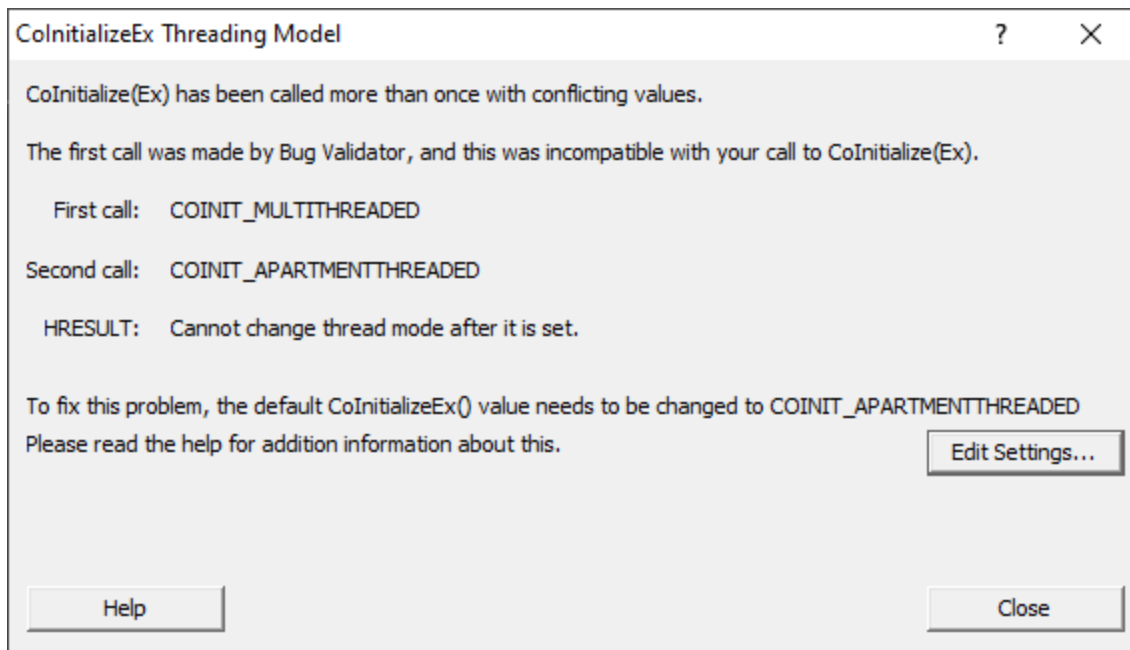 CoInitializeEx Threading Model
CoInitialize(Ex) has been called more than once with conflicting values.
The first call was made by Bug Validator, and this was incompatible with your call to CoInitialize(Ex).
First call: COINIT_MULTITHREADED
Second call: COINIT_APARTMENTTHREADED
HRESULT: Cannot change thread mode after it is set.
To fix this problem, the default CoInitializeEx() value needs to be changed to COINIT_APARTMENTTHREADED
Please read the help for addition information about this.
Edit Settings...
Help
Close